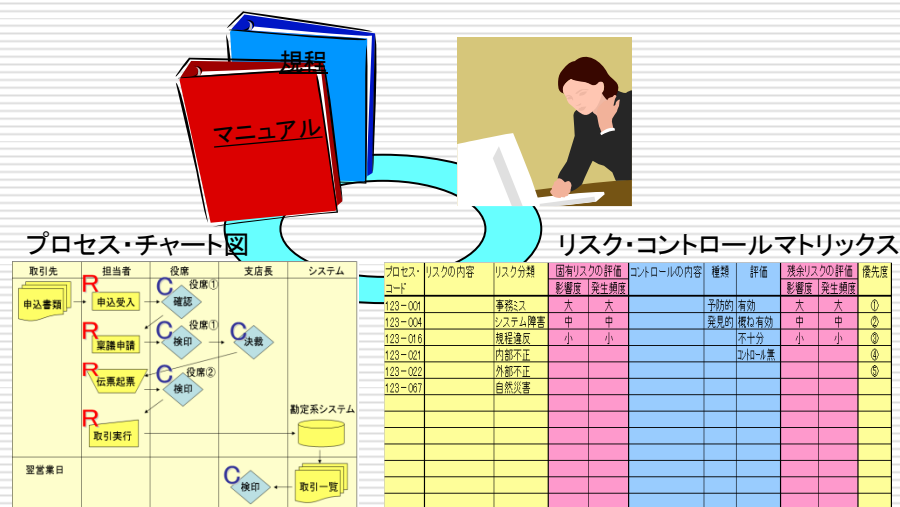 規程
マニュアル
プロセス・チャート図
リスク・コントロールマトリックス
取引先 担当者 役席 支店長 システム
申込書類 R 申込受入 C 役席① 確認
R 稟議申請 C 役席① 検印 C 決裁
R 伝票起票 C 役席② 検印
R 取引実行 勘定系システム
翌営業日 C 検印 取引一覧
プロセス・コード リスクの内容 リスク分類 固有リスクの評価 コントロールの内容 種類 評価 残余リスクの評価 優先度
影響度 発生頻度 影響度 発生頻度
123-001 事務ミス 大 大 予防的 有効 大 大 ①
123-004 システム障害 中 中 発見的 概ね有効 中 中 ②
123-016 規程違反 小 小 不十分 小 小 ③
123-021 内部不正 コントロール無 ④
123-022 外部不正 ⑤
123-067 自然災害